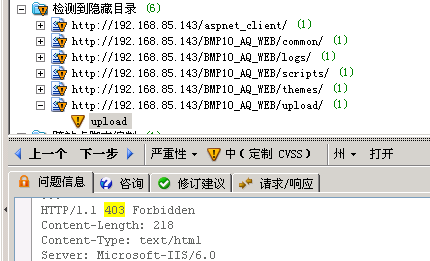 检测到隐藏目录 (6)
http://192.168.85.143/aspnet_client/ (1)
http://192.168.85.143/BMP10_AQ_WEB/common/ (1)
http://192.168.85.143/BMP10_AQ_WEB/logs/ (1)
http://192.168.85.143/BMP10_AQ_WEB/scripts/ (1)
http://192.168.85.143/BMP10_AQ_WEB/themes/ (1)
http://192.168.85.143/BMP10_AQ_WEB/upload/ (1)
upload
上一个 下一步 严重性 中(定制 CVSS) 州 打开
问题信息 咨询 修订建议 请求/响应
HTTP/1.1 403 Forbidden
Content-Length: 218
Content-Type: text/html
Server: Microsoft-IIS/6.0